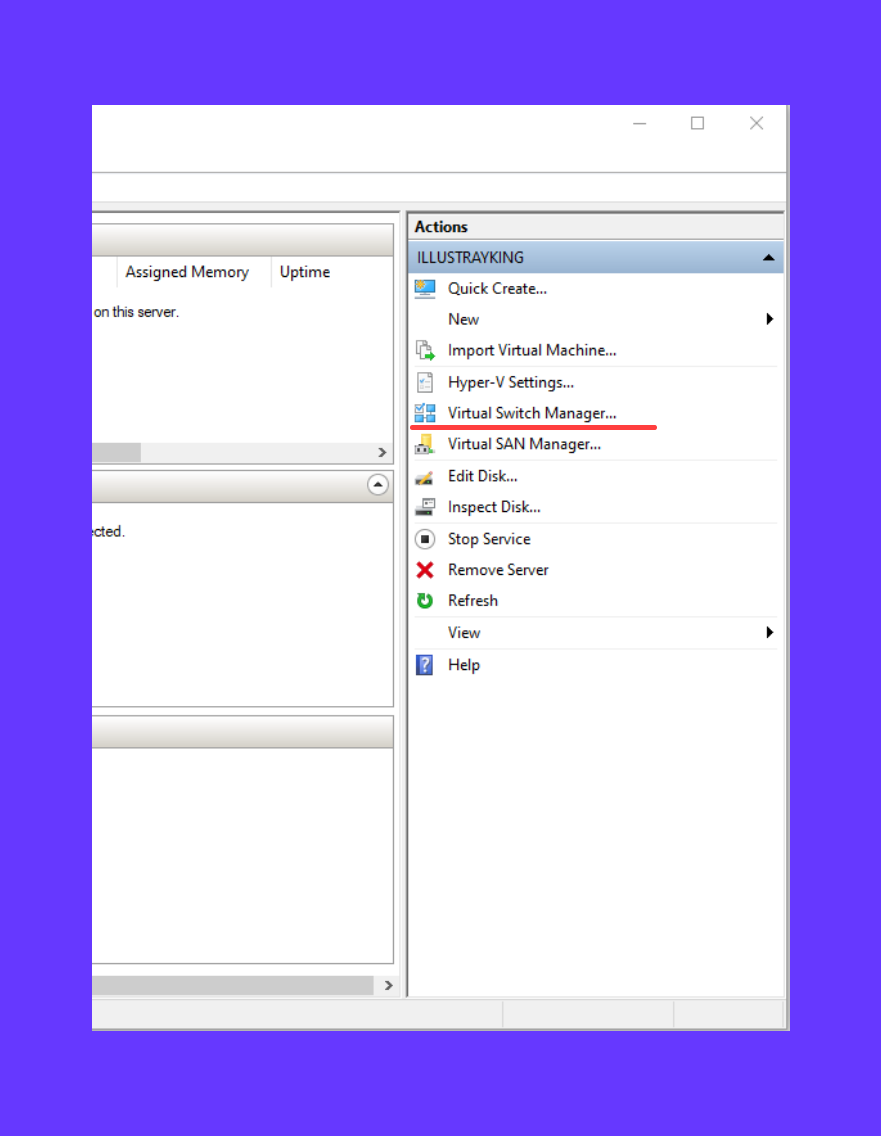 Actions
ILLUSTRAYKING
Assigned Memory Uptime
on this server.
Quick Create...
New
Import Virtual Machine...
Hyper-V Settings...
Virtual Switch Manager...
Virtual SAN Manager...
Edit Disk...
Inspect Disk...
Stop Service
Remove Server
Refresh
View
Help